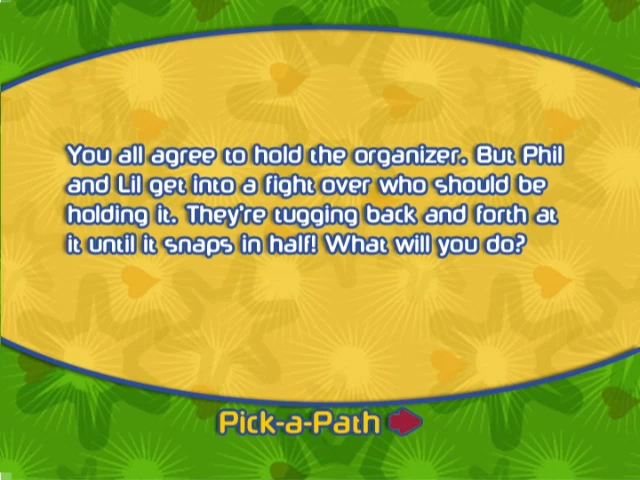 You all agree to hold the organizer. But Phil
and Lil get into a fight over who should be
holding it. They're tugging back and forth at
it until it snaps in half! What will you do?
Pick-a-Path